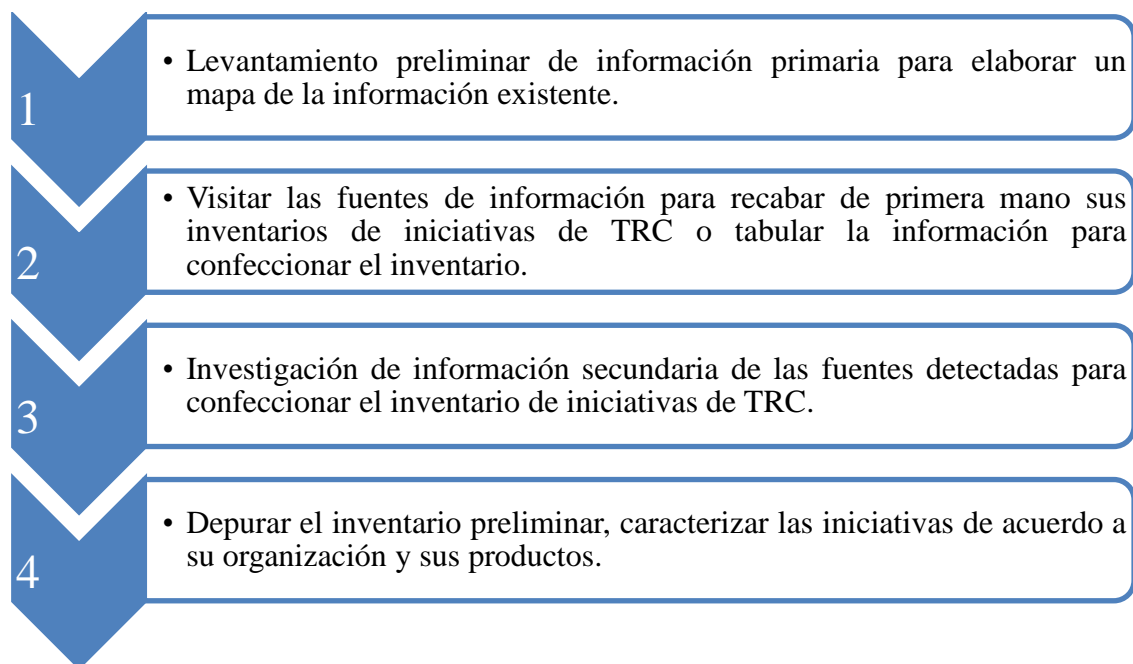 1
• Levantamiento preliminar de información primaria para elaborar un
mapa de la información existente.
2
• Visitar las fuentes de información para recabar de primera mano sus
inventarios de iniciativas de TRC o tabular la información para
confeccionar el inventario.
3
• Investigación de información secundaria de las fuentes detectadas para
confeccionar el inventario de iniciativas de TRC.
4
• Depurar el inventario preliminar, caracterizar las iniciativas de acuerdo a
su organización y sus productos.